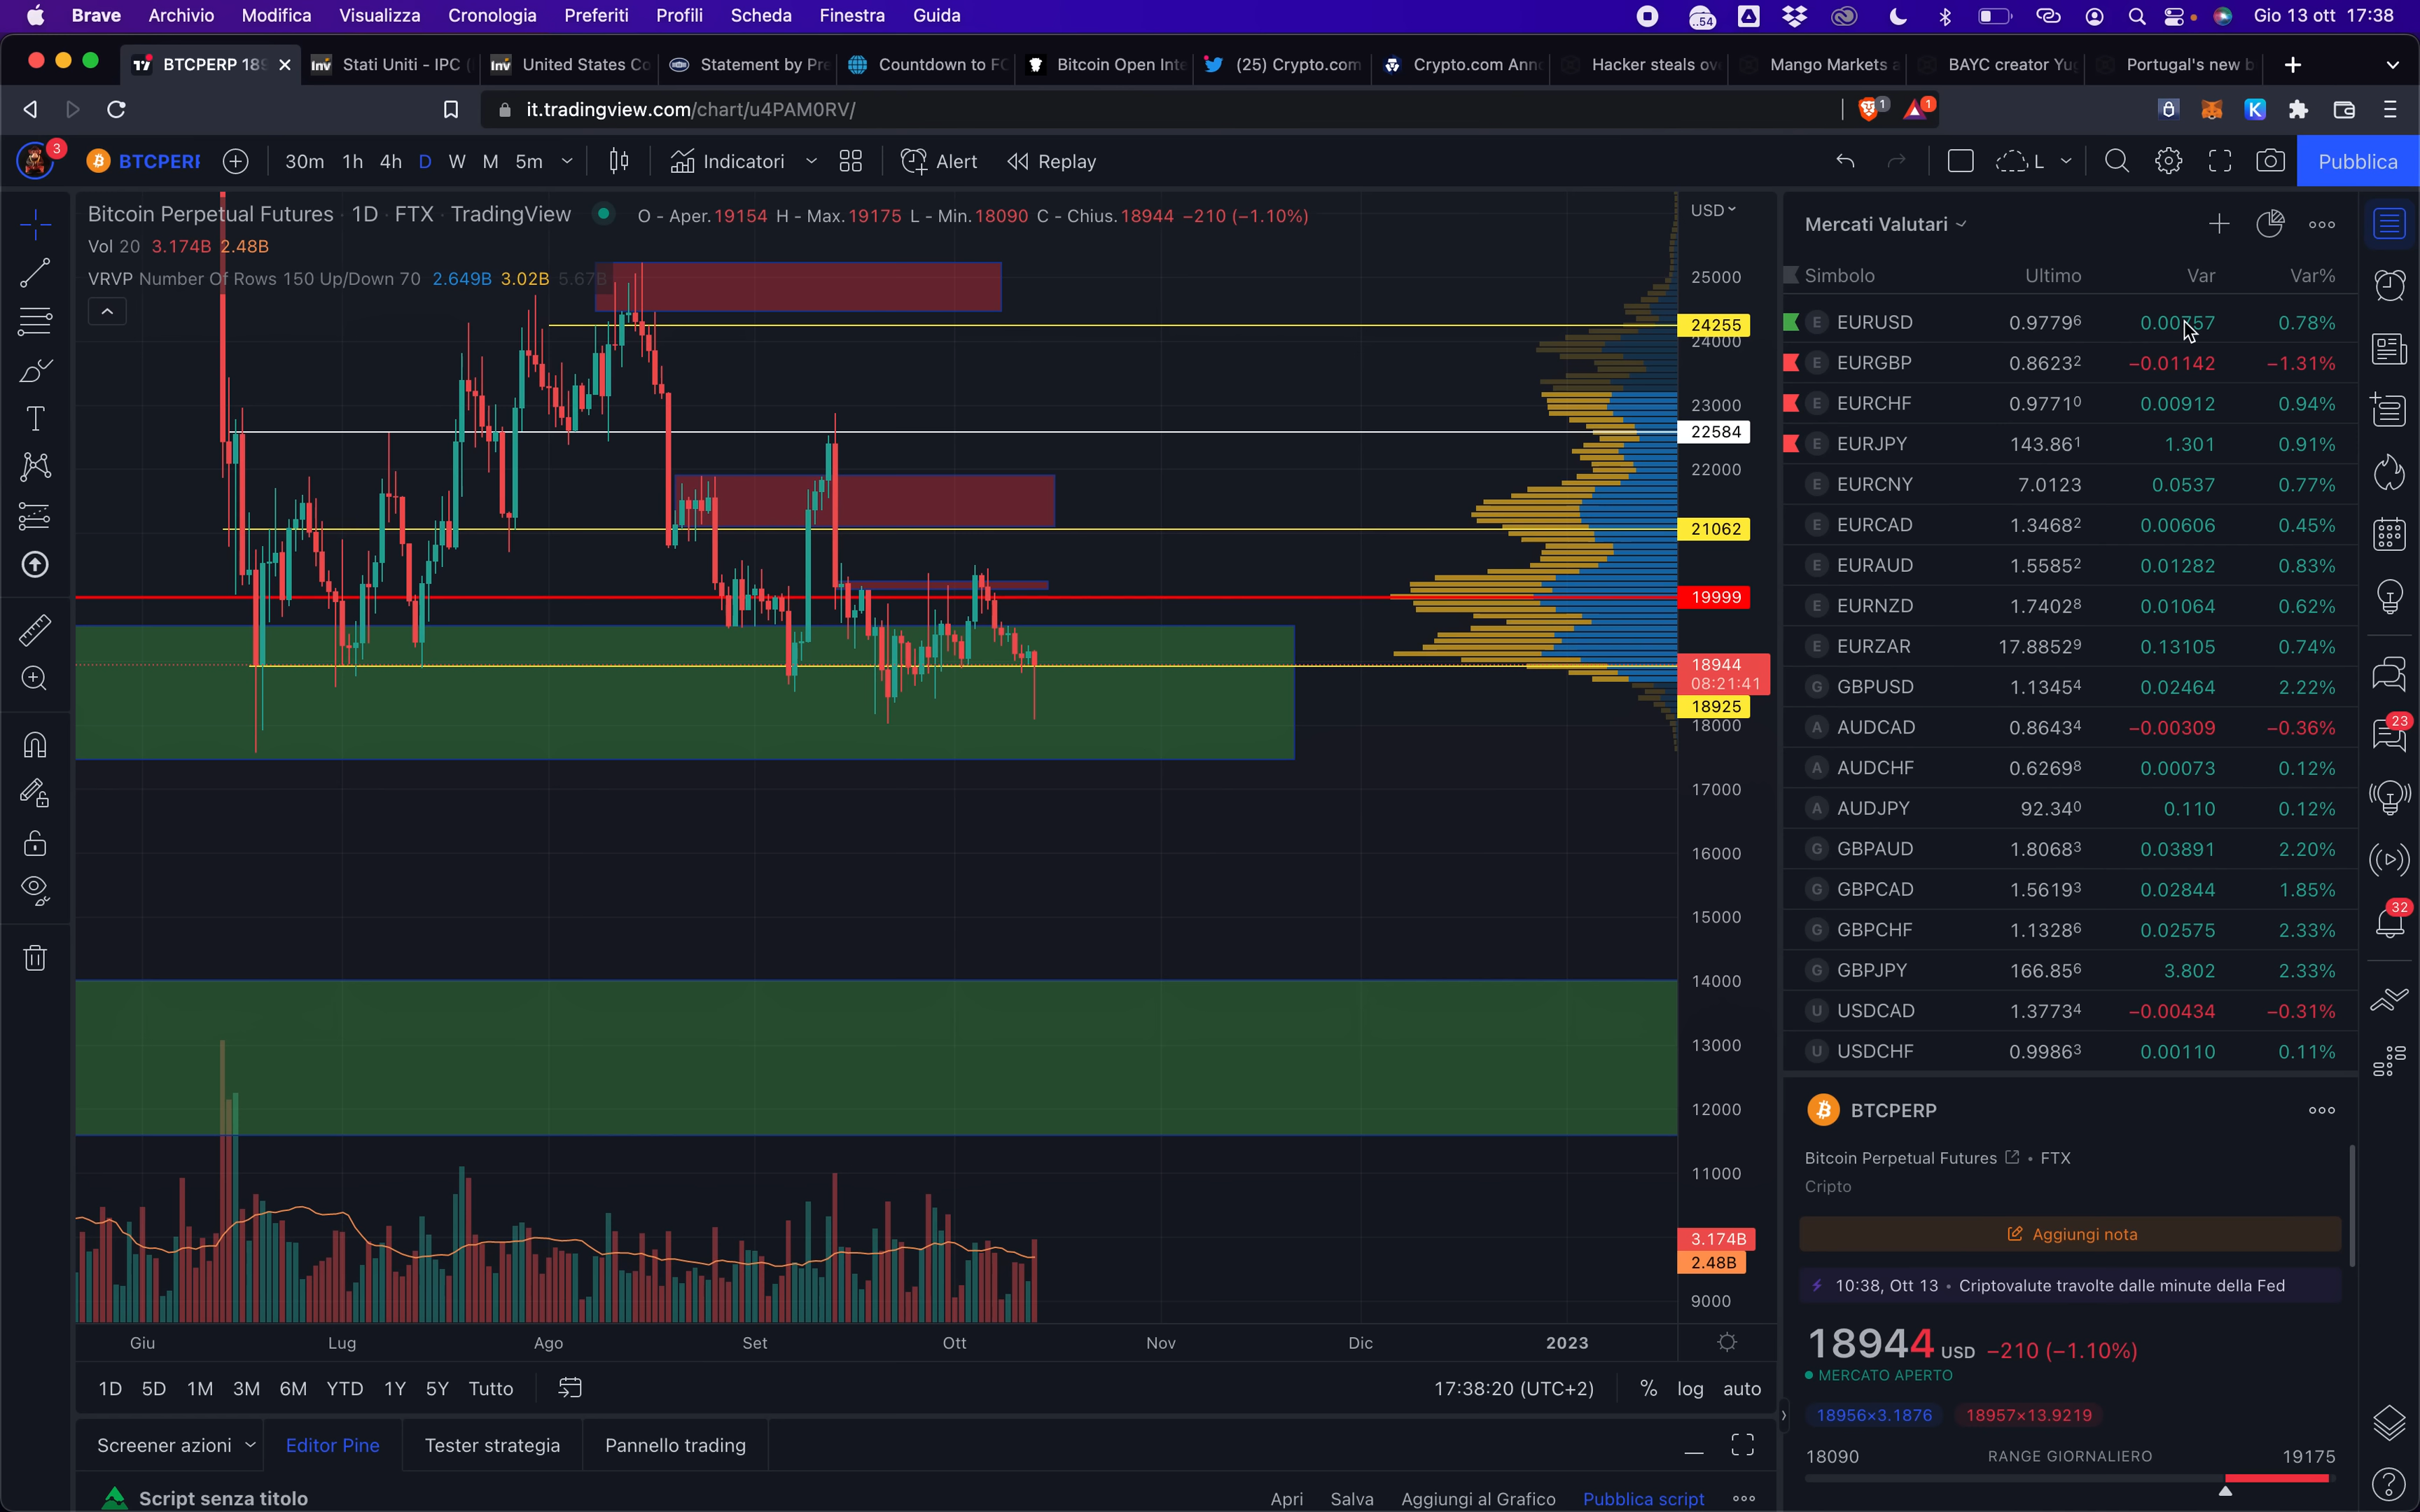 Brave Archivio Modifica Visualizza Cronologia Preferiti Profili Scheda Finestra Guida
..54
Gio 13 ott 17:38
BTCPERP 189
Stati Uniti - IPC (
United States Co
Statement by Pre
Countdown to FO
Bitcoin Open Inte
(25) Crypto.com
Crypto.com Ann
Hacker steals ov
Mango Markets a
BAYC creator Yug
Portugal's new b
it.tradingview.com/chart/u4PAM0RV/
1
1
3
BTCPERP
30m 1h 4h D W M 5m
Indicatori
Alert
Replay
L
Pubblica
Bitcoin Perpetual Futures · 1D · FTX · TradingView
O - Aper.19154 H - Max.19175 L - Min.18090 C - Chius.18944 −210 (−1.10%)
Vol 20 3.174B 2.48B
VRVP Number Of Rows 150 Up/Down 70 2.649B 3.02B 5.67B
USD
25000
24255
24000
23000
22584
22000
21062
19999
18944
08:21:41
18925
18000
17000
16000
15000
14000
13000
12000
11000
3.174B
2.48B
9000
Giu Lug Ago Set Ott Nov Dic 2023
1D 5D 1M 3M 6M YTD 1Y 5Y Tutto
17:38:20 (UTC+2)
% log auto
Screener azioni
Editor Pine
Tester strategia
Pannello trading
Script senza titolo
Apri Salva Aggiungi al Grafico Pubblica script
Mercati Valutari
Simbolo Ultimo Var Var%
E EURUSD 0.97796 0.00757 0.78%
E EURGBP 0.86232 −0.01142 −1.31%
E EURCHF 0.97710 0.00912 0.94%
E EURJPY 143.861 1.301 0.91%
E EURCNY 7.0123 0.0537 0.77%
E EURCAD 1.34682 0.00606 0.45%
E EURAUD 1.55852 0.01282 0.83%
E EURNZD 1.74028 0.01064 0.62%
E EURZAR 17.88529 0.13105 0.74%
G GBPUSD 1.13454 0.02464 2.22%
A AUDCAD 0.86434 −0.00309 −0.36%
A AUDCHF 0.62698 0.00073 0.12%
A AUDJPY 92.340 0.110 0.12%
G GBPAUD 1.80683 0.03891 2.20%
G GBPCAD 1.56193 0.02844 1.85%
G GBPCHF 1.13286 0.02575 2.33%
G GBPJPY 166.856 3.802 2.33%
U USDCAD 1.37734 −0.00434 −0.31%
U USDCHF 0.99863 0.00110 0.11%
BTCPERP
Bitcoin Perpetual Futures • FTX
Cripto
Aggiungi nota
10:38, Ott 13 • Criptovalute travolte dalle minute della Fed
18944 USD −210 (−1.10%)
MERCATO APERTO
18956×3.1876 18957×13.9219
18090 RANGE GIORNALIERO 19175
23
32